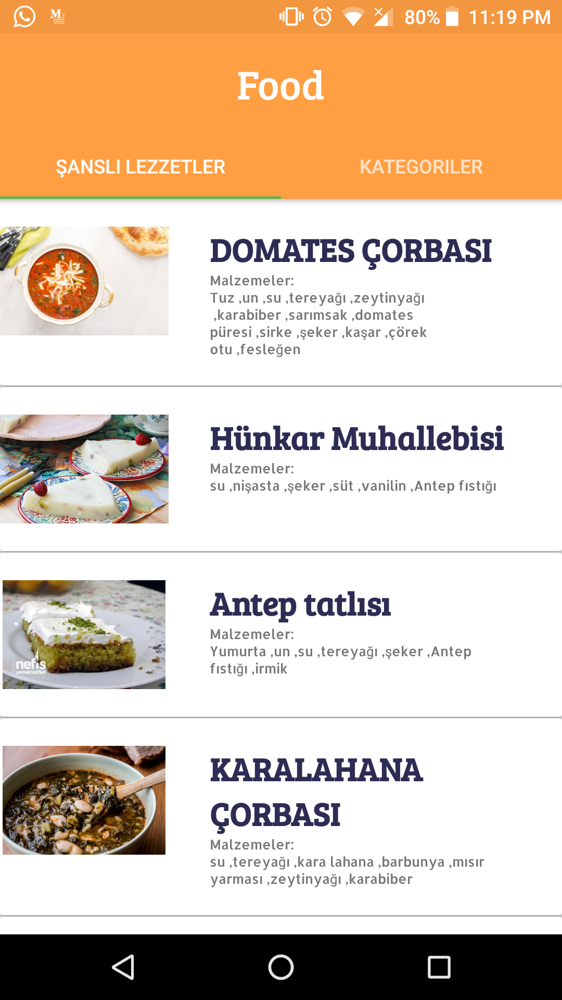 M
80% 11:19 PM
Food
ŞANSLI LEZZETLER
KATEGORILER
DOMATES ÇORBASI
Malzemeler:
Tuz ,un ,su ,tereyağı ,zeytinyağı
,karabiber ,sarımsak ,domates
püresi ,sirke ,şeker ,kaşar ,çörek
otu ,fesleğen
Hünkar Muhallebisi
Malzemeler:
su ,nişasta ,şeker ,süt ,vanilin ,Antep fıstığı
Antep tatlısı
Malzemeler:
Yumurta ,un ,su ,tereyağı ,şeker ,Antep
fıstığı ,irmik
nefis
yemektarifleri
KARALAHANA
ÇORBASI
Malzemeler:
su ,tereyağı ,kara lahana ,barbunya ,mısır
yarması ,zeytinyağı ,karabiber